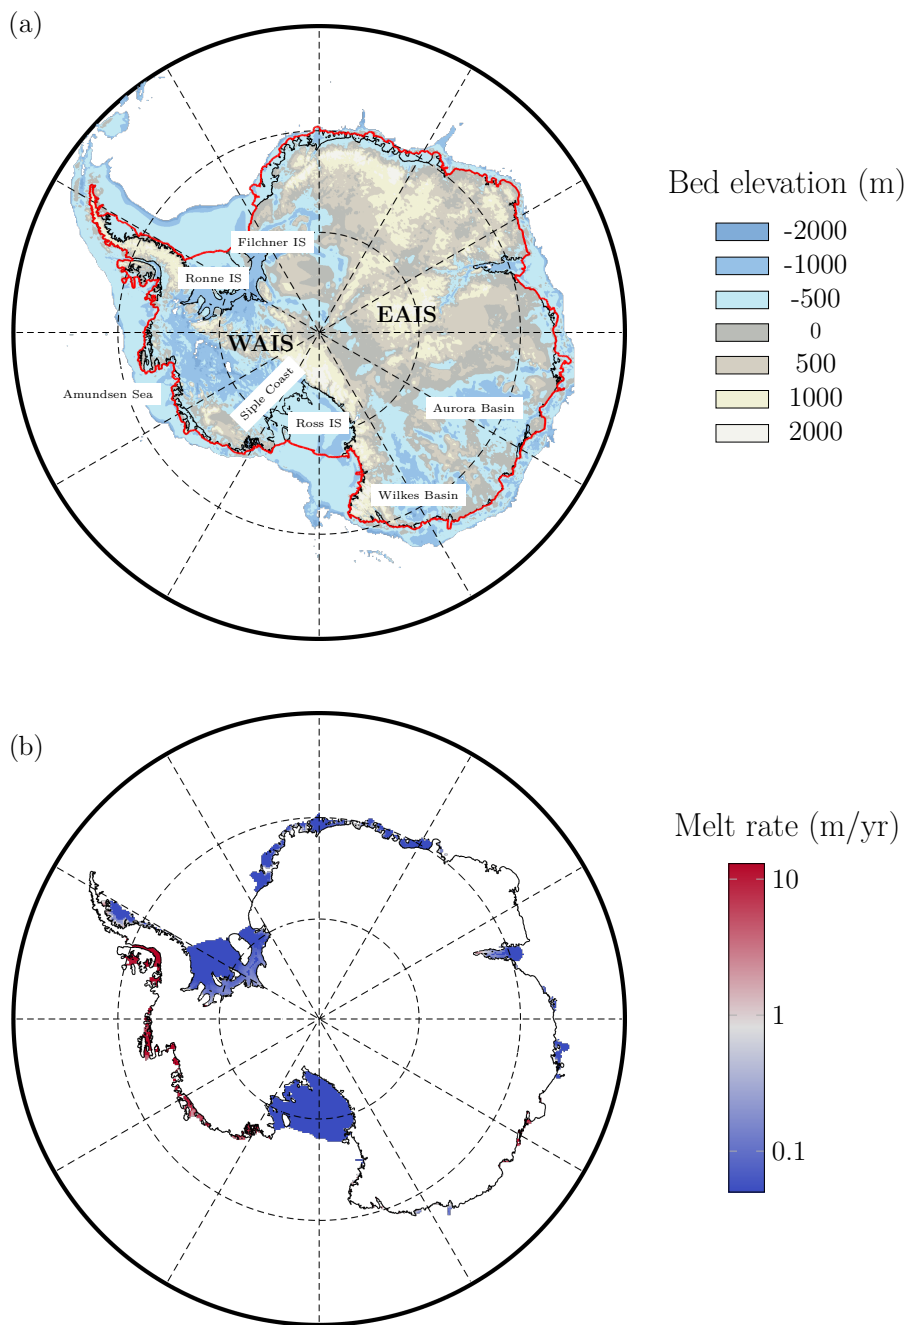 (a)
Filchner IS
Ronne IS
EAIS
WAIS
Siple Coast
Amundsen Sea
Ross IS
Aurora Basin
Wilkes Basin
Bed elevation (m)
-2000
-1000
-500
0
500
1000
2000
(b)
Melt rate (m/yr)
10
1
0.1